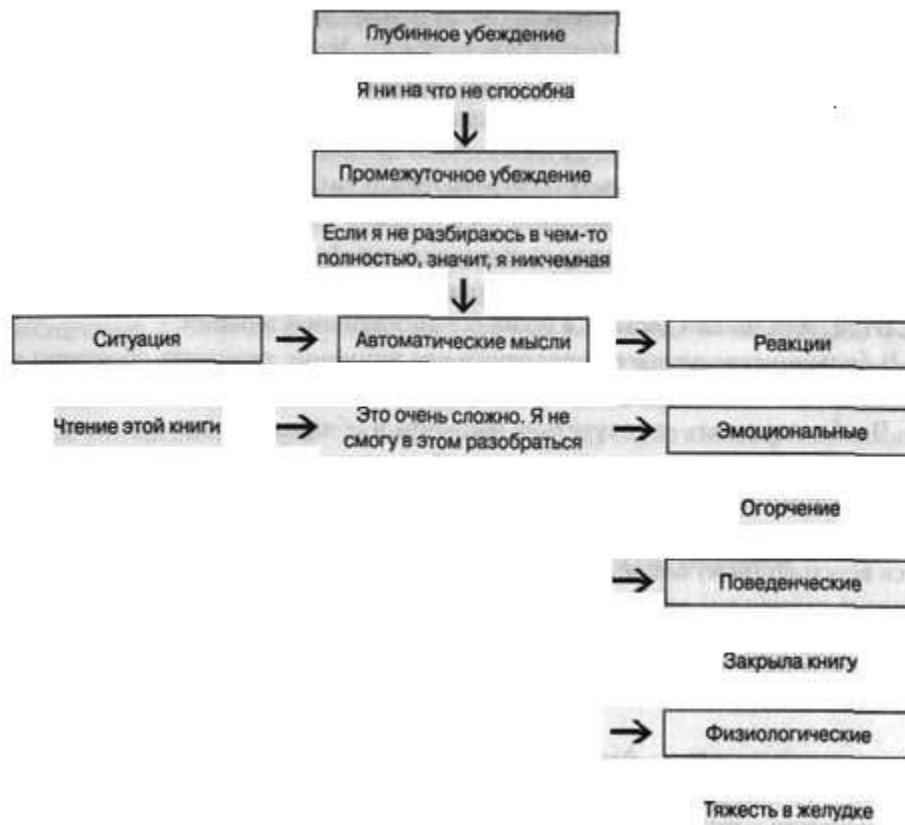 Глубинное убеждение
Я ни на что не способна
Промежуточное убеждение
Если я не разбираюсь в чем-то
полностью, значит, я никчемная
Ситуация
Автоматические мысли
Реакции
Чтение этой книги
Это очень сложно. Я не
смогу в этом разобраться
Эмоциональные
Огорчение
Поведенческие
Закрыла книгу
Физиологические
Тяжесть в желудке